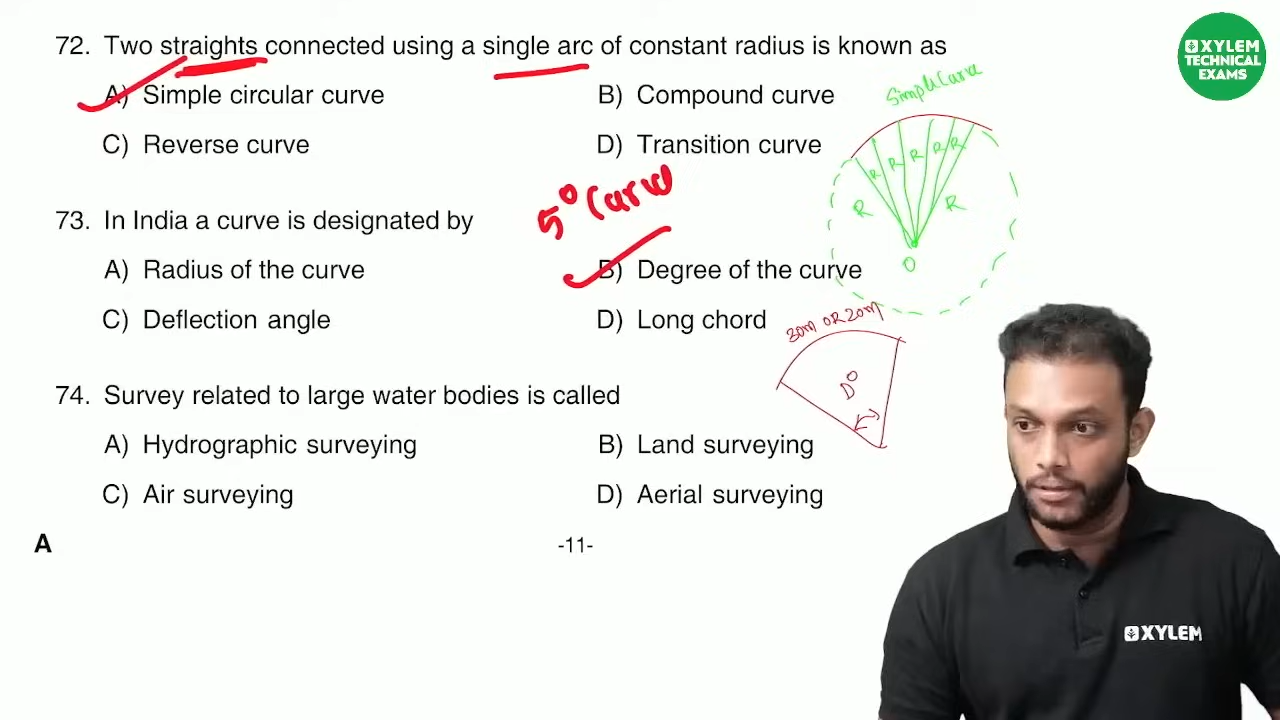 72. Two straights connected using a single arc of constant radius is known as
A) Simple circular curve
B) Compound curve
C) Reverse curve
D) Transition curve
Simple Curve
R
R
R
R
R
R
R
O
5° Curve
73. In India a curve is designated by
A) Radius of the curve
B) Degree of the curve
C) Deflection angle
D) Long chord
30m OR 20m
D°
74. Survey related to large water bodies is called
A) Hydrographic surveying
B) Land surveying
C) Air surveying
D) Aerial surveying
A
-11-
XYLEM
TECHNICAL
EXAMS
XYLEM